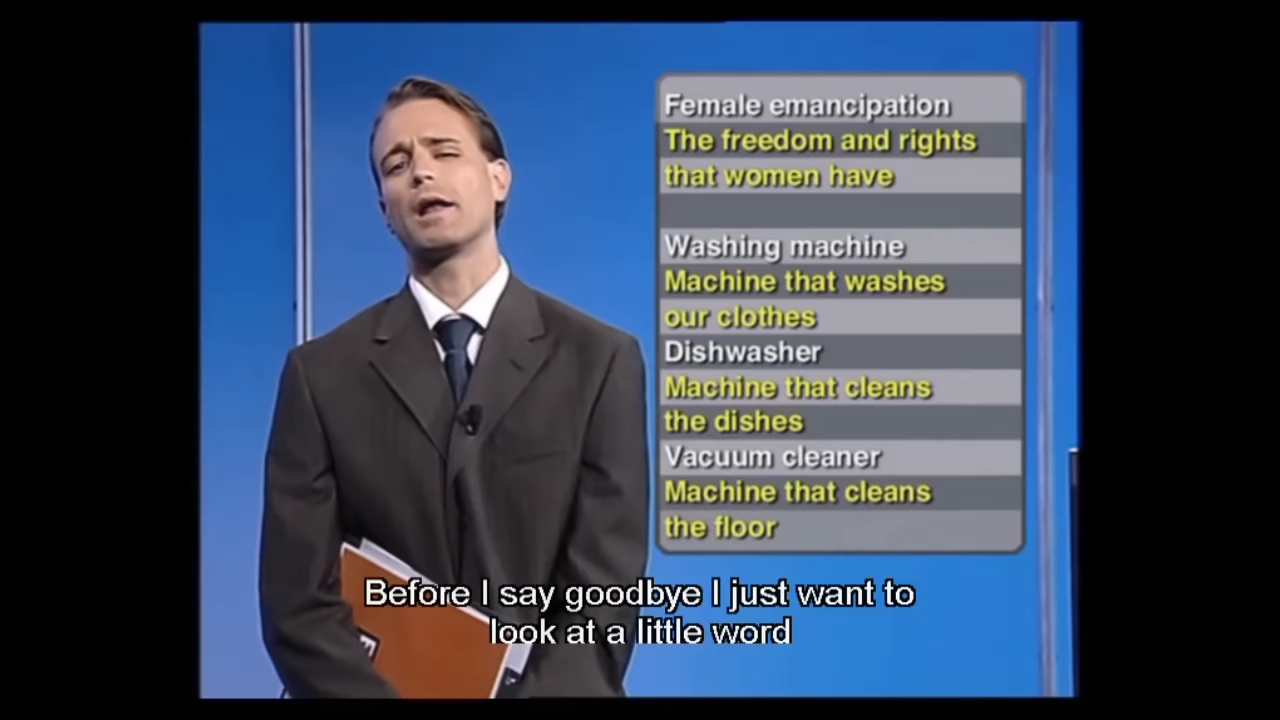 Female emancipation
The freedom and rights
that women have
Washing machine
Machine that washes
our clothes
Dishwasher
Machine that cleans
the dishes
Vacuum cleaner
Machine that cleans
the floor
Before I say goodbye I just want to
look at a little word